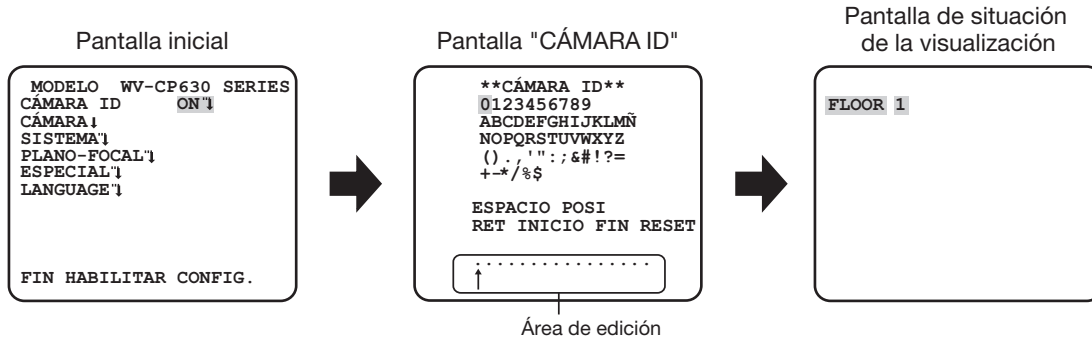 Pantalla inicial
MODELO WV-CP630 SERIES
CÁMARA ID ON
CÁMARA
SISTEMA
PLANO-FOCAL
ESPECIAL
LANGUAGE
FIN HABILITAR CONFIG.
Pantalla "CÁMARA ID"
**CÁMARA ID**
0123456789
ABCDEFGHIJKLMÑ
NOPQRSTUVWXYZ
().,'":;&#!?=
+-*/%$
ESPACIO POSI
RET INICIO FIN RESET
................
Área de edición
Pantalla de situación
de la visualización
FLOOR 1